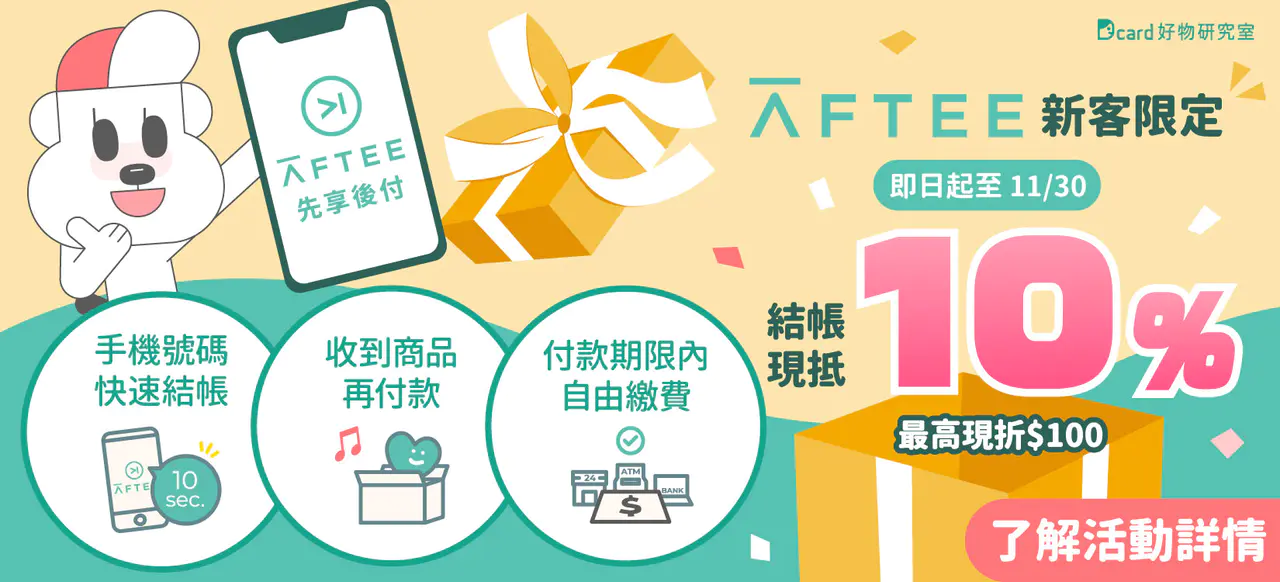 Dcard好物研究室
AFTEE
先享後付
AFTEE 新客限定
即日起至 11/30
結帳
現抵
10%
最高現折$100
手機號碼
快速結帳
AFTEE
10
sec.
收到商品
再付款
付款期限內
自由繳費
24
ATM
BANK
$
了解活動詳情